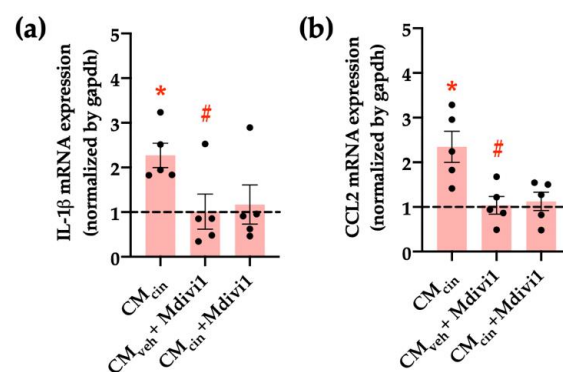 (a)
IL-1β mRNA expression
(normalized by gapdh)
5
4
3
2
1
0
*
#
CMcin
CMveh + Mdivi1
CMcin +Mdivi1
(b)
CCL2 mRNA expression
(normalized by gapdh)
5
4
3
2
1
0
*
#
CMcin
CMveh + Mdivi1
CMcin +Mdivi1